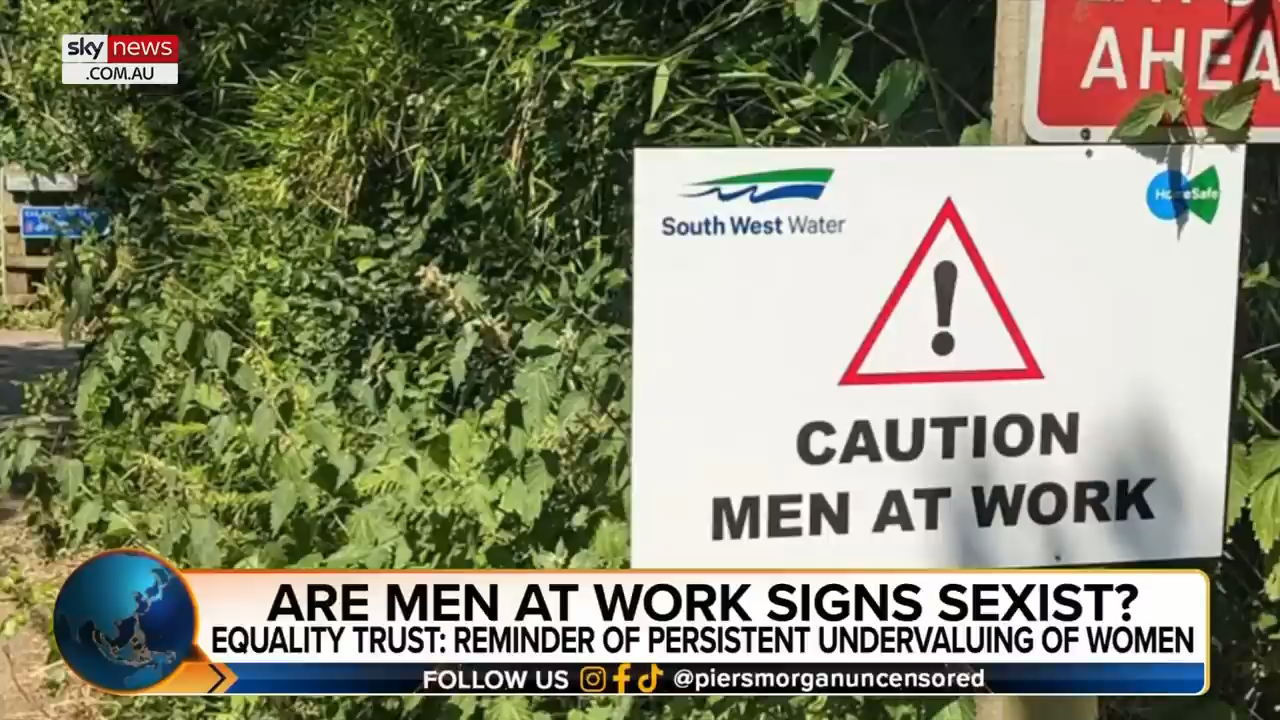 sky news
.COM.AU
AHEA
South West Water
HomeSafe
!
CAUTION
MEN AT WORK
ARE MEN AT WORK SIGNS SEXIST?
EQUALITY TRUST: REMINDER OF PERSISTENT UNDERVALUING OF WOMEN
FOLLOW US @piersmorganuncensored